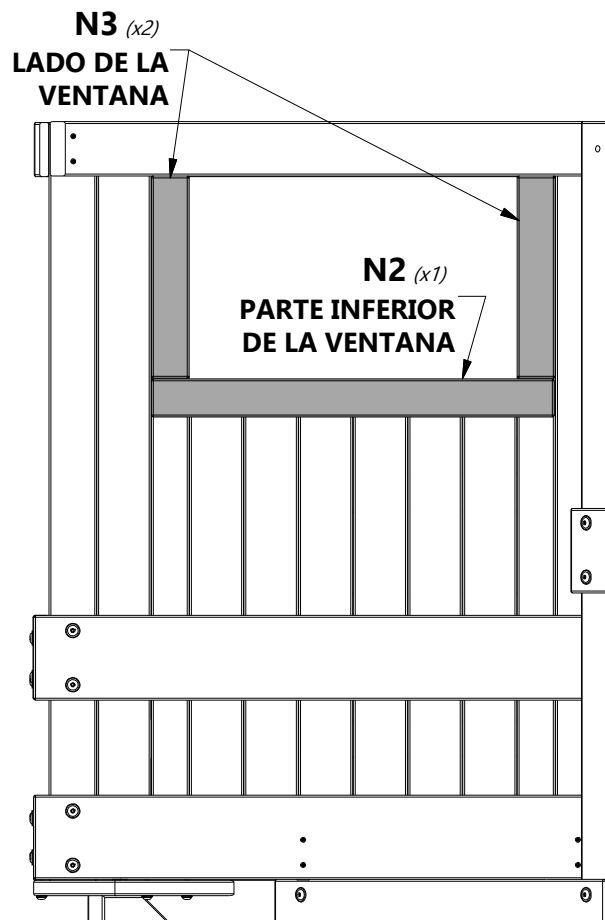 N3 (x2)
LADO DE LA
VENTANA
N2 (x1)
PARTE INFERIOR
DE LA VENTANA